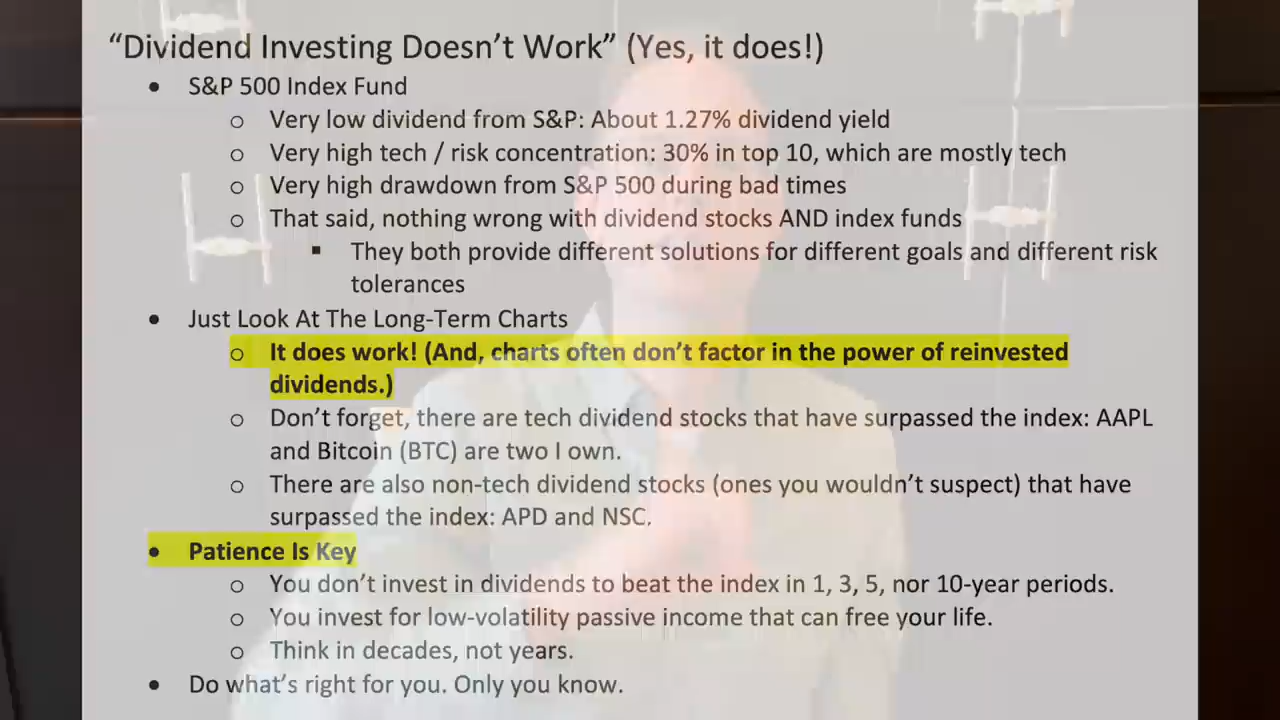 “Dividend Investing Doesn’t Work” (Yes, it does!)
• S&P 500 Index Fund
o Very low dividend from S&P: About 1.27% dividend yield
o Very high tech / risk concentration: 30% in top 10, which are mostly tech
o Very high drawdown from S&P 500 during bad times
o That said, nothing wrong with dividend stocks AND index funds
▪ They both provide different solutions for different goals and different risk
tolerances
• Just Look At The Long-Term Charts
o It does work! (And, charts often don’t factor in the power of reinvested
dividends.)
o Don’t forget, there are tech dividend stocks that have surpassed the index: AAPL
and Bitcoin (BTC) are two I own.
o There are also non-tech dividend stocks (ones you wouldn’t suspect) that have
surpassed the index: APD and NSC.
• Patience Is Key
o You don’t invest in dividends to beat the index in 1, 3, 5, nor 10-year periods.
o You invest for low-volatility passive income that can free your life.
o Think in decades, not years.
• Do what’s right for you. Only you know.